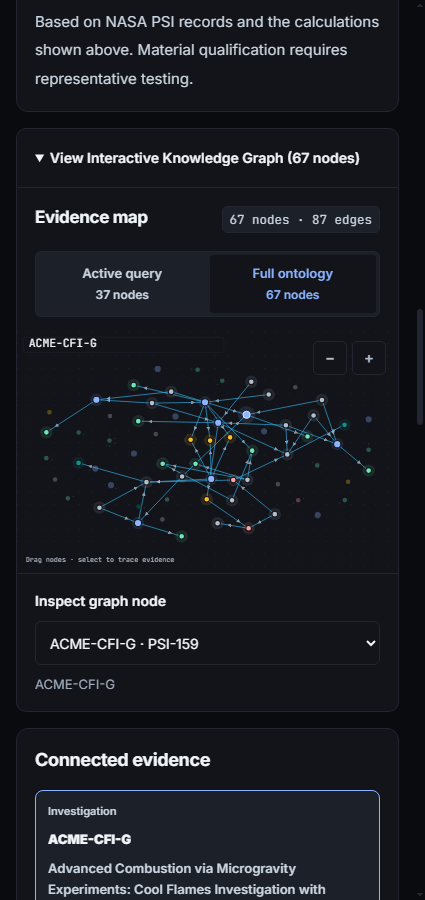 Based on NASA PSI records and the calculations
shown above. Material qualification requires
representative testing.
▼ View Interactive Knowledge Graph (67 nodes)
Evidence map
67 nodes · 87 edges
Active query
37 nodes
Full ontology
67 nodes
ACME-CFI-G
− +
Drag nodes · select to trace evidence
Inspect graph node
ACME-CFI-G · PSI-159
ACME-CFI-G
Connected evidence
Investigation
ACME-CFI-G
Advanced Combustion via Microgravity
Experiments: Cool Flames Investigation with